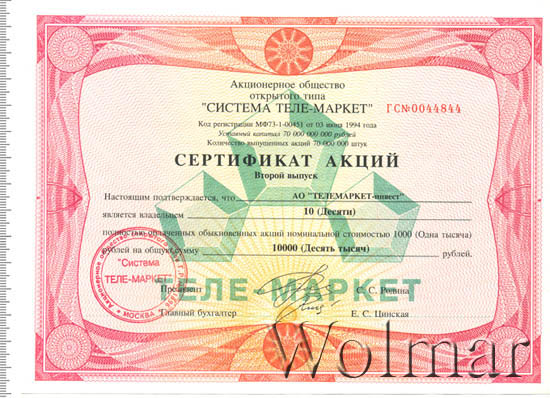 Акционерное общество
открытого типа
"СИСТЕМА ТЕЛЕ-МАРКЕТ" ГС№0044844
Код регистрации МФ73-1-00451 от 03 июня 1994 года
Уставный капитал 70 000 000 000 рублей
Количество выпущенных акций 70 000 000 штук
СЕРТИФИКАТ АКЦИЙ
Второй выпуск
Настоящим подтверждается, что АО "ТЕЛЕМАРКЕТ-инвест"
является владельцем 10 (Десяти)
полностью оплаченных обыкновенных акций номинальной стоимостью 1000 (Одна тысяча)
рублей на общую сумму 10000 (Десять тысяч) рублей.
"Система
ТЕЛЕ-МАРКЕТ"
МОСКВА
ТЕЛЕ-МАРКЕТ
Президент С. С. Родина
Главный бухгалтер Е. С. Цинская
Wolmar